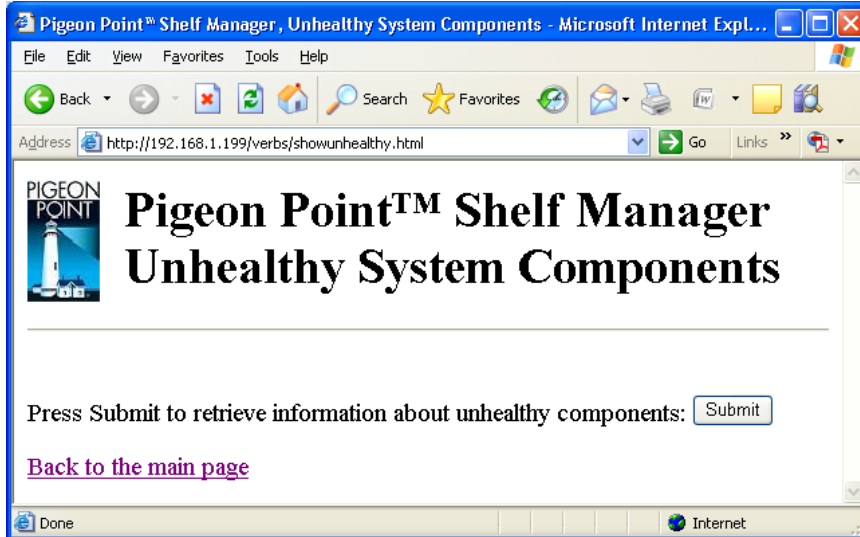 Pigeon Point™ Shelf Manager, Unhealthy System Components - Microsoft Internet Expl...
File Edit View Favorites Tools Help
Back Search Favorites
Address http://192.168.1.199/verbs/showunhealthy.html Go Links »
PIGEON
POINT
Pigeon Point™ Shelf Manager
Unhealthy System Components
Press Submit to retrieve information about unhealthy components: Submit
Back to the main page
Done Internet